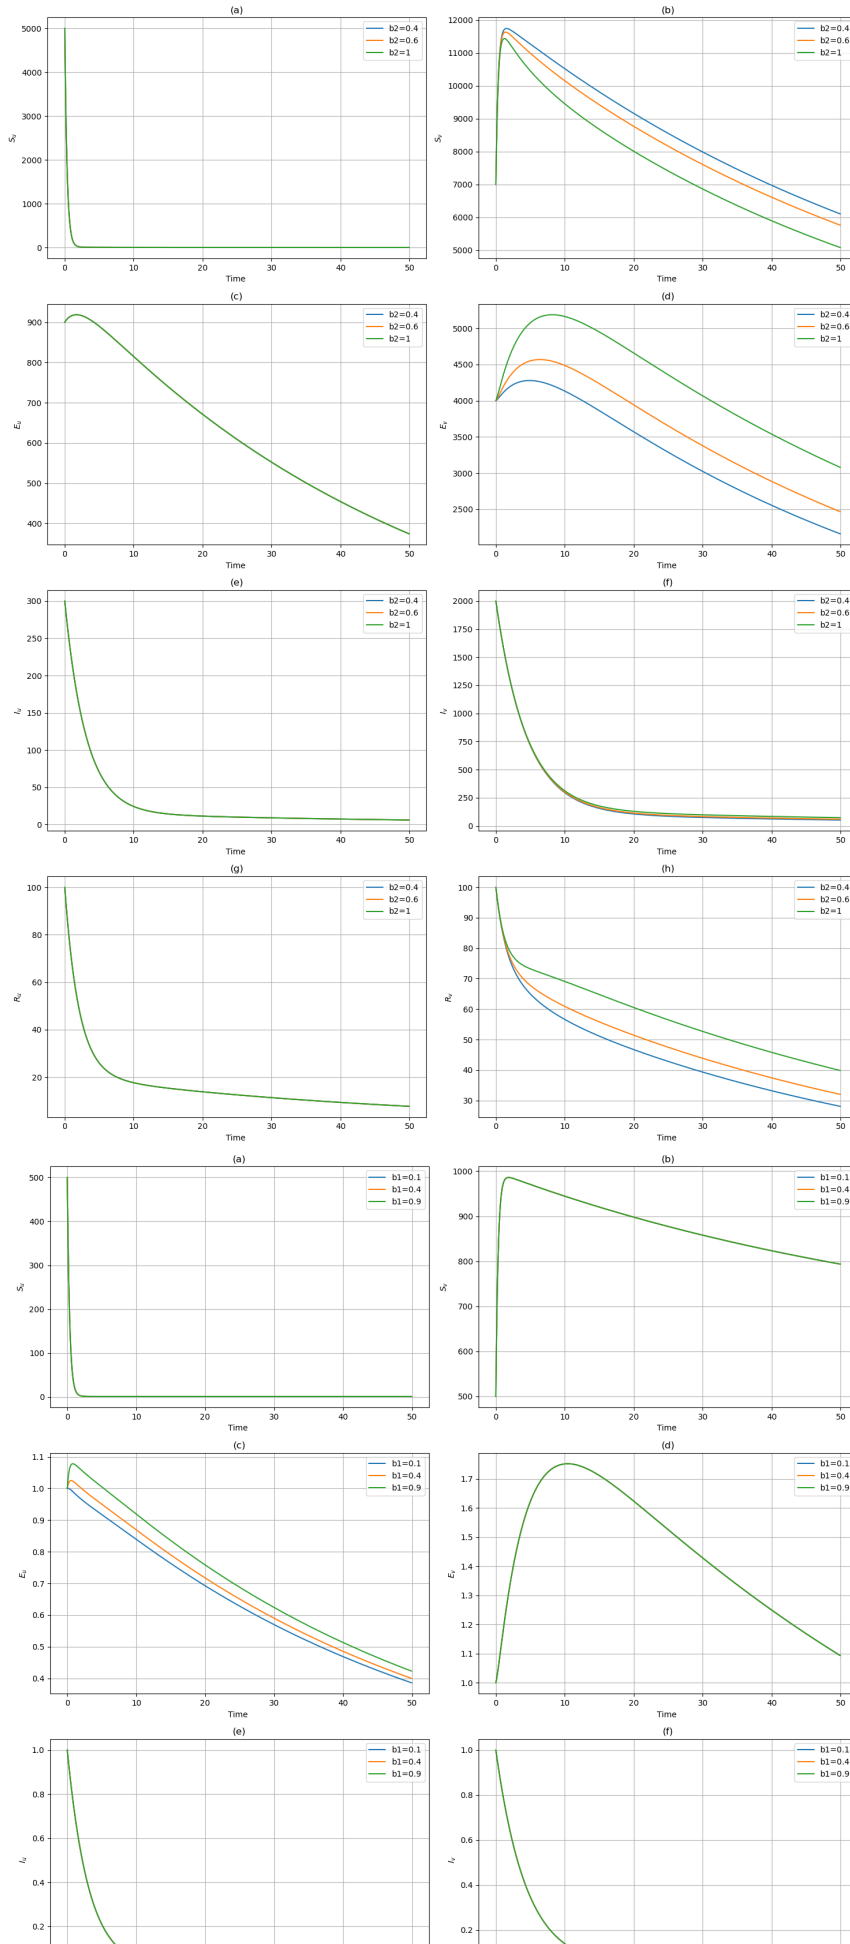 (a)
5000
4000
3000
2000
1000
0
S_u
b2=0.4
b2=0.6
b2=1
0 10 20 30 40 50
Time
(b)
12000
11000
10000
9000
8000
7000
6000
5000
S_v
b2=0.4
b2=0.6
b2=1
0 10 20 30 40 50
Time
(c)
900
800
700
600
500
400
E_u
b2=0.4
b2=0.6
b2=1
0 10 20 30 40 50
Time
(d)
5000
4500
4000
3500
3000
2500
E_v
b2=0.4
b2=0.6
b2=1
0 10 20 30 40 50
Time
(e)
300
250
200
150
100
50
0
I_u
b2=0.4
b2=0.6
b2=1
0 10 20 30 40 50
Time
(f)
2000
1750
1500
1250
1000
750
500
250
0
I_v
b2=0.4
b2=0.6
b2=1
0 10 20 30 40 50
Time
(g)
100
80
60
40
20
R_u
b2=0.4
b2=0.6
b2=1
0 10 20 30 40 50
Time
(h)
100
90
80
70
60
50
40
30
R_v
b2=0.4
b2=0.6
b2=1
0 10 20 30 40 50
Time
(a)
500
400
300
200
100
0
S_u
b1=0.1
b1=0.4
b1=0.9
0 10 20 30 40 50
Time
(b)
1000
900
800
700
600
500
S_v
b1=0.1
b1=0.4
b1=0.9
0 10 20 30 40 50
Time
(c)
1.1
1.0
0.9
0.8
0.7
0.6
0.5
0.4
E_u
b1=0.1
b1=0.4
b1=0.9
0 10 20 30 40 50
Time
(d)
1.7
1.6
1.5
1.4
1.3
1.2
1.1
1.0
E_v
b1=0.1
b1=0.4
b1=0.9
0 10 20 30 40 50
Time
(e)
1.0
0.8
0.6
0.4
0.2
I_u
b1=0.1
b1=0.4
b1=0.9
(f)
1.0
0.8
0.6
0.4
0.2
I_v
b1=0.1
b1=0.4
b1=0.9